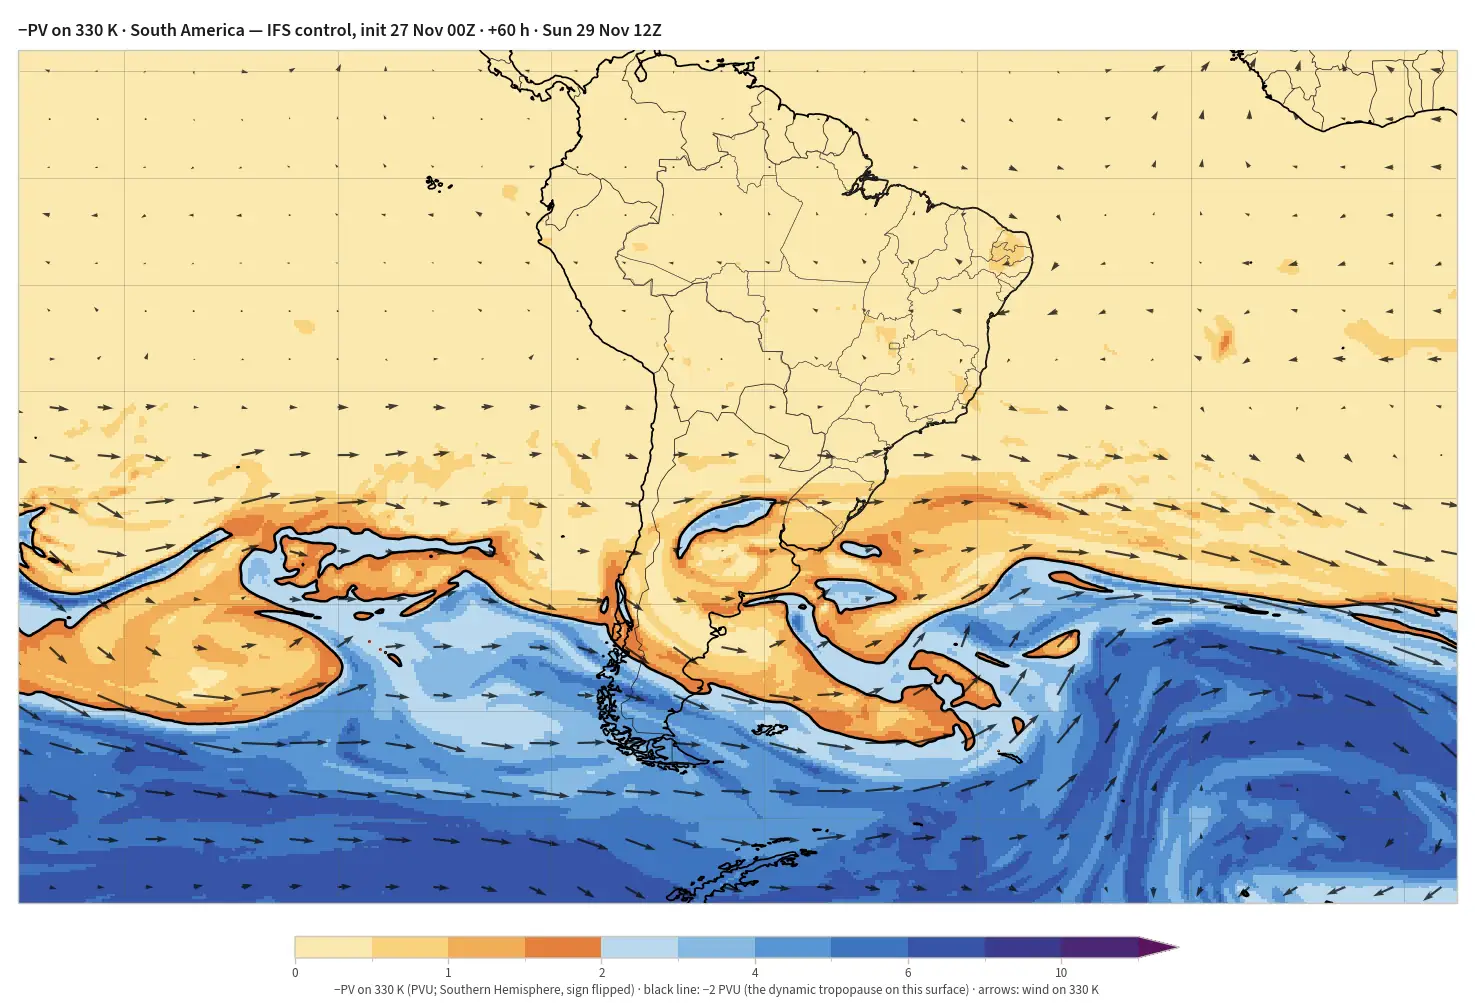 −PV on 330 K · South America — IFS control, init 27 Nov 00Z · +60 h · Sun 29 Nov 12Z
0 1 2 4 6 10
−PV on 330 K (PVU; Southern Hemisphere, sign flipped) · black line: −2 PVU (the dynamic tropopause on this surface) · arrows: wind on 330 K